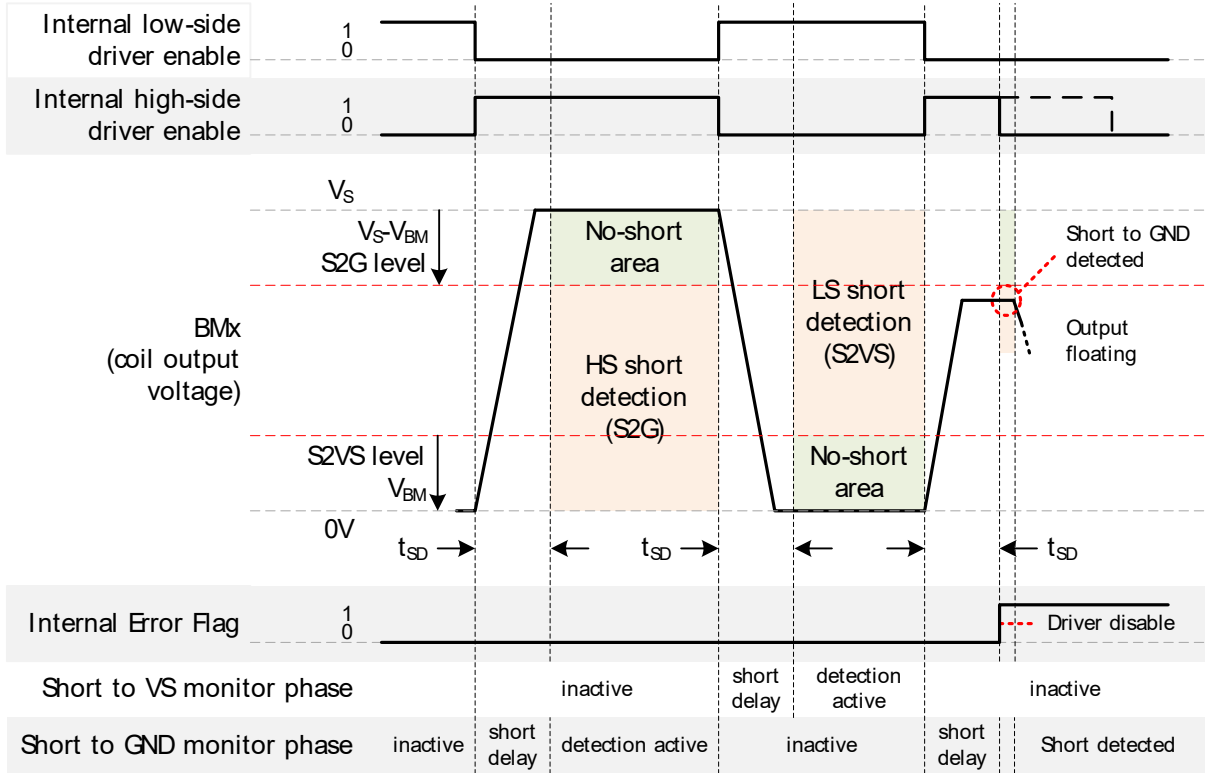 Internal low-side
driver enable
1
0
Internal high-side
driver enable
1
0
VS
VS-VBM
S2G level
No-short
area
Short to GND
detected
LS short
detection
(S2VS)
BMx
(coil output
voltage)
Output
floating
HS short
detection
(S2G)
S2VS level
VBM
No-short
area
0V
tSD
tSD
tSD
Internal Error Flag
1
0
Driver disable
Short to VS monitor phase
inactive
short
delay
detection
active
inactive
Short to GND monitor phase
inactive
short
delay
detection active
inactive
short
delay
Short detected